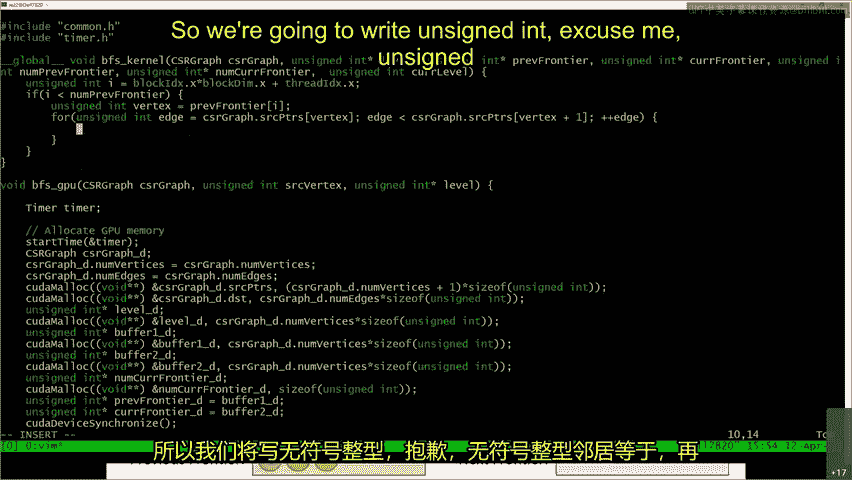 So we're going to write unsigned int, excuse me,
unsigned
#include "common.h"
#include "timer.h"
__global__ void bfs_kernel(CSRGraph csrGraph, unsigned int* level, unsigned int* prevFrontier, unsigned int* currFrontier, unsigned i
nt numPrevFrontier, unsigned int* numCurrFrontier, unsigned int currLevel) {
unsigned int i = blockIdx.x*blockDim.x + threadIdx.x;
if(i < numPrevFrontier) {
unsigned int vertex = prevFrontier[i];
for(unsigned int edge = csrGraph.srcPtrs[vertex]; edge < csrGraph.srcPtrs[vertex + 1]; ++edge) {
}
}
}
void bfs_gpu(CSRGraph csrGraph, unsigned int srcVertex, unsigned int* level) {
Timer timer;
// Allocate GPU memory
startTime(&timer);
CSRGraph csrGraph_d;
csrGraph_d.numVertices = csrGraph.numVertices;
csrGraph_d.numEdges = csrGraph.numEdges;
cudaMalloc((void**) &csrGraph_d.srcPtrs, (csrGraph_d.numVertices + 1)*sizeof(unsigned int));
cudaMalloc((void**) &csrGraph_d.dst, csrGraph_d.numEdges*sizeof(unsigned int));
unsigned int* level_d;
cudaMalloc((void**) &level_d, csrGraph_d.numVertices*sizeof(unsigned int));
unsigned int* buffer1_d;
cudaMalloc((void**) &buffer1_d, csrGraph_d.numVertices*sizeof(unsigned int));
unsigned int* buffer2_d;
cudaMalloc((void**) &buffer2_d, csrGraph_d.numVertices*sizeof(unsigned int));
unsigned int* numCurrFrontier_d;
cudaMalloc((void**) &numCurrFrontier_d, sizeof(unsigned int));
unsigned int* prevFrontier_d = buffer1_d;
unsigned int* currFrontier_d = buffer2_d;
cudaDeviceSynchronize();
-- INSERT -- 10,14
[0] 0:vim* 15:54 12-Apr
所以我们将写无符号整型，抱歉，无符号整型邻居等于，再
+17